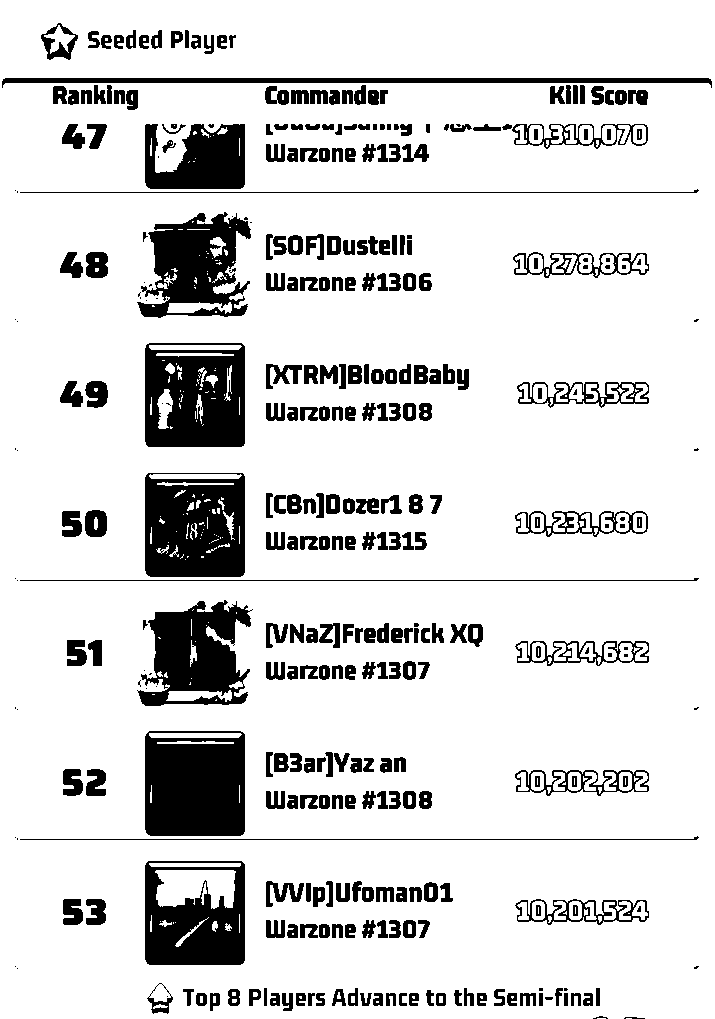 Seeded Player
Ranking Commander Kill Score
47 10,310,070
Warzone #1314
48 [SOF]Dustelli 10,278,864
Warzone #1306
49 [XTRM]BloodBaby 10,245,522
Warzone #1308
50 [CBn]Dozer1 8 7 10,231,680
Warzone #1315
187
51 [VNaZ]Frederick XQ 10,214,682
Warzone #1307
52 [B3ar]Yaz an 10,202,202
Warzone #1308
53 [VVIp]Ufoman01 10,201,524
Warzone #1307
Top 8 Players Advance to the Semi-final